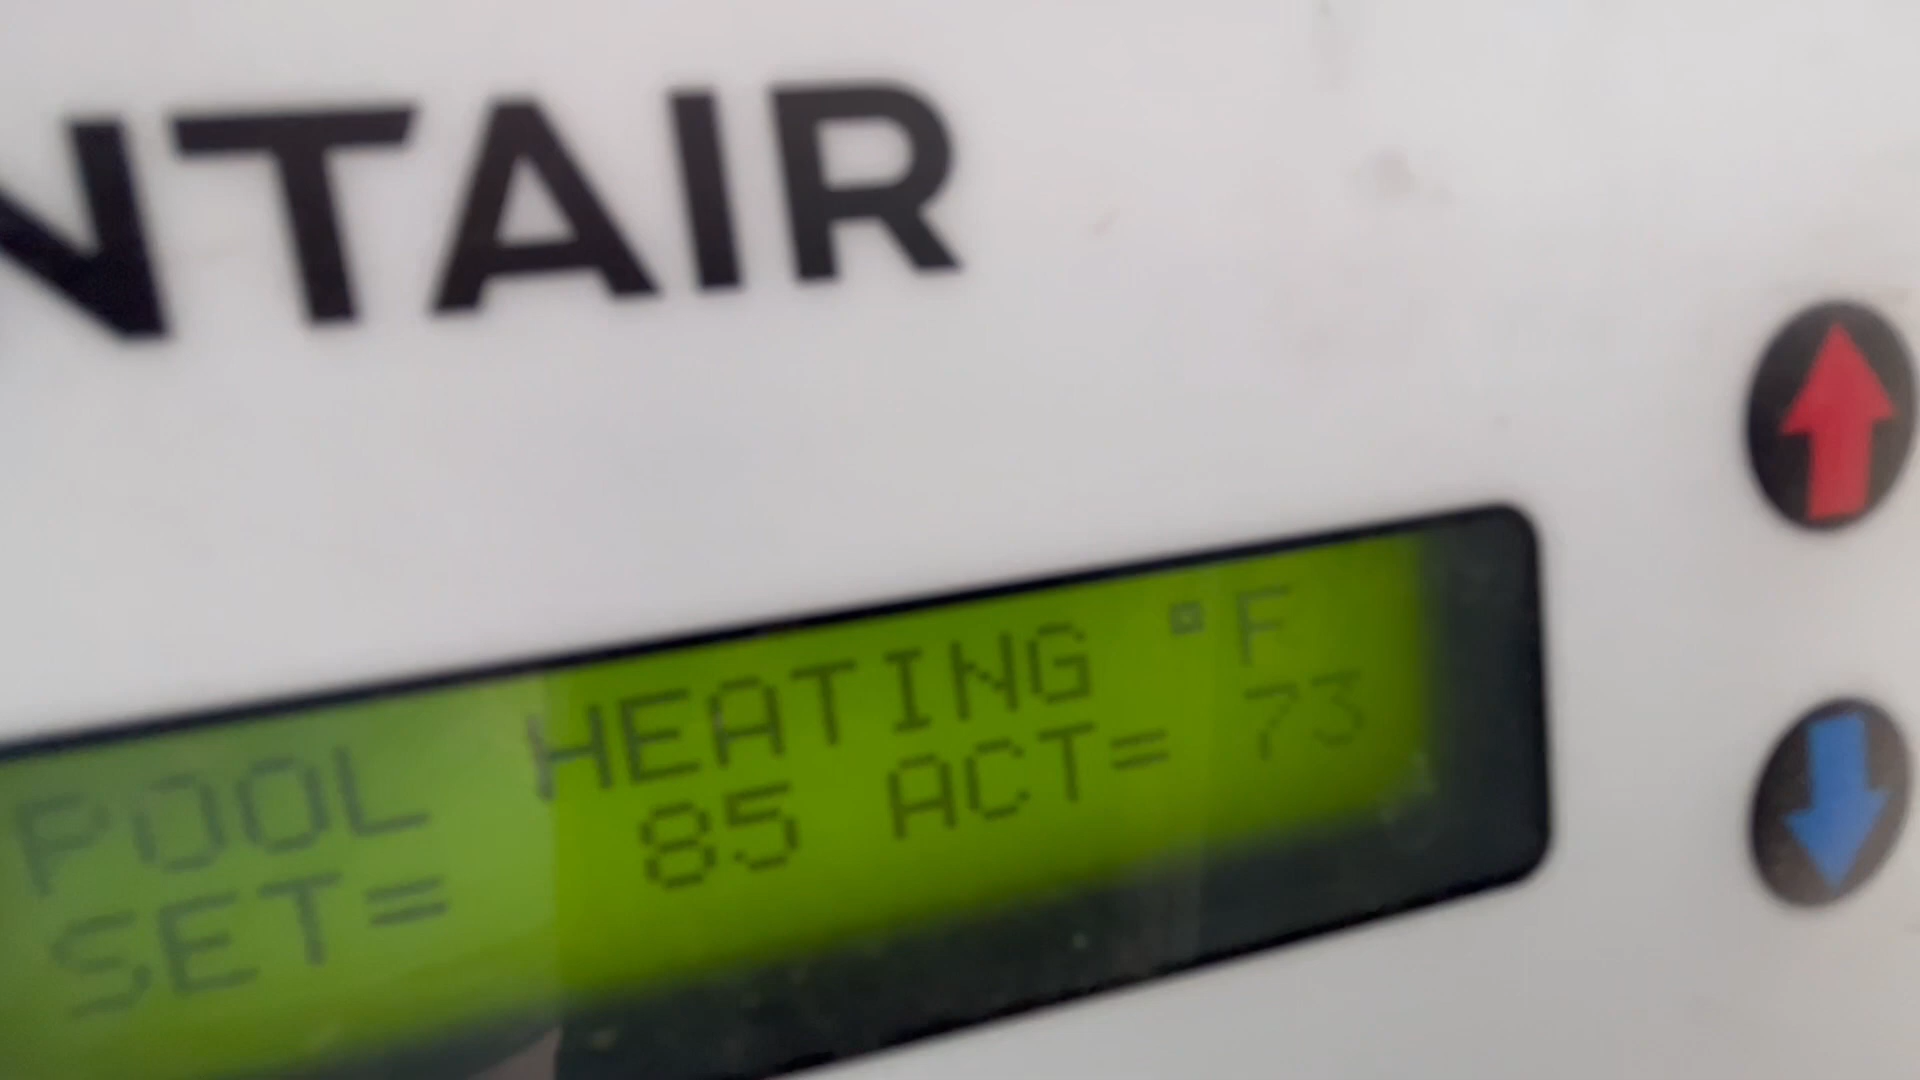 NTAIR
POOL HEATING °F
SET= 85 ACT= 73